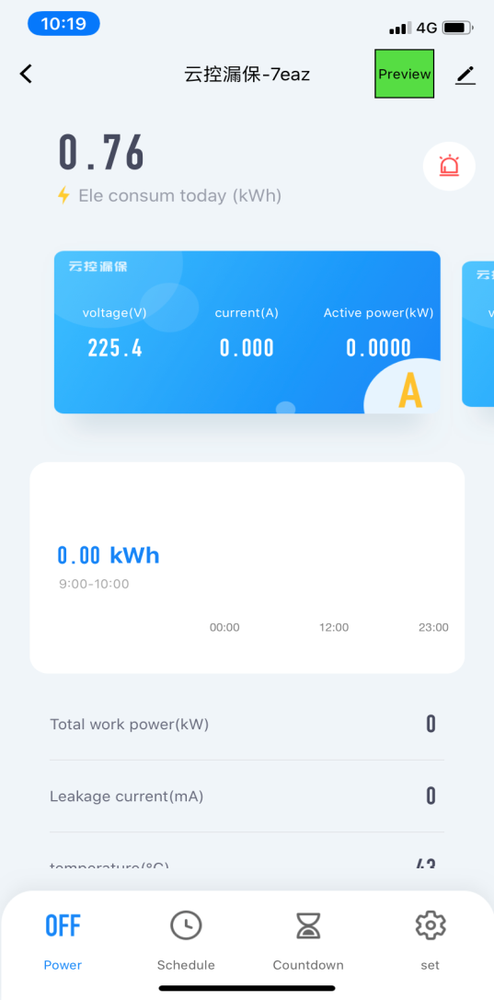 10:19
4G
云控漏保-7eaz
Preview
0.76
Ele consum today (kWh)
云控漏保
voltage(V) current(A) Active power(kW)
225.4 0.000 0.0000
A
0.00 kWh
9:00-10:00
00:00 12:00 23:00
Total work power(kW) 0
Leakage current(mA) 0
temperature(°C) 43
OFF
Power Schedule Countdown set